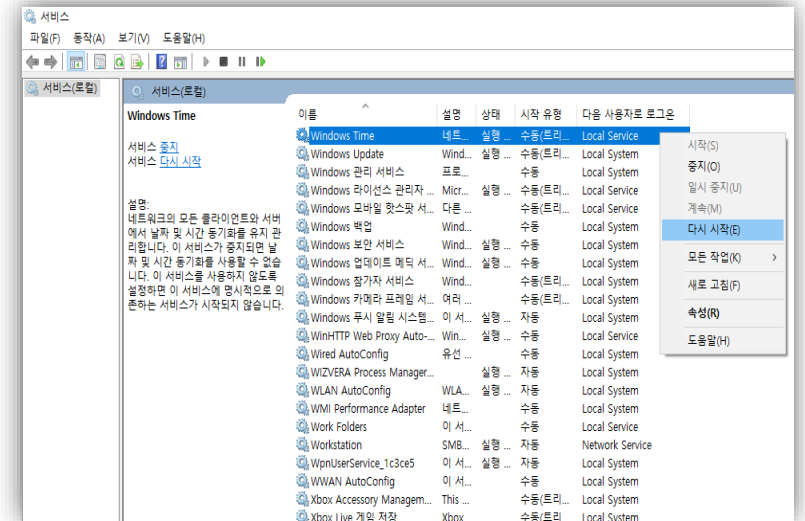 서비스
파일(F) 동작(A) 보기(V) 도움말(H)
서비스(로컬)
서비스(로컬)
Windows Time
서비스 중지
서비스 다시 시작
설명:
네트워크의 모든 클라이언트와 서버
에서 날짜 및 시간 동기화를 유지 관
리합니다. 이 서비스가 중지되면 날
짜 및 시간 동기화를 사용할 수 없습
니다. 이 서비스를 사용하지 않도록
설정하면 이 서비스에 명시적으로 의
존하는 서비스가 시작되지 않습니다.
이름 설명 상태 시작 유형 다음 사용자로 로그온
Windows Time 네트... 실행 ... 수동(트리... Local Service
Windows Update Wind... 실행 ... 수동(트리... Local System
Windows 관리 서비스 프로... 수동 Local System
Windows 라이선스 관리자 ... Micr... 실행 ... 수동(트리... Local Service
Windows 모바일 핫스팟 서... 다른 ... 수동(트리... Local Service
Windows 백업 Wind... 수동 Local System
Windows 보안 서비스 Wind... 실행 ... 수동 Local System
Windows 업데이트 메딕 서... Wind... 실행 ... 수동 Local System
Windows 참가자 서비스 Wind... 수동(트리... Local System
Windows 카메라 프레임 서... 여러 ... 수동(트리... Local System
Windows 푸시 알림 시스템... 이 서... 실행 ... 자동 Local System
WinHTTP Web Proxy Auto-... Win... 실행 ... 수동 Local Service
Wired AutoConfig 유선 ... 수동 Local System
WIZVERA Process Manager... 실행 ... 자동 Local System
WLAN AutoConfig WLA... 실행 ... 자동 Local System
WMI Performance Adapter 네트... 수동 Local System
Work Folders 이 서... 수동 Local Service
Workstation SMB... 실행 ... 자동 Network Service
WpnUserService_1c3ce5 이 서... 실행 ... 자동 Local System
WWAN AutoConfig 이 서... 수동 Local System
Xbox Accessory Managem... This ... 수동(트리... Local System
Xbox Live 게임 저장 Xbox 수동(트리 Local System
시작(S)
중지(O)
일시 중지(U)
계속(M)
다시 시작(E)
모든 작업(K)
새로 고침(F)
속성(R)
도움말(H)